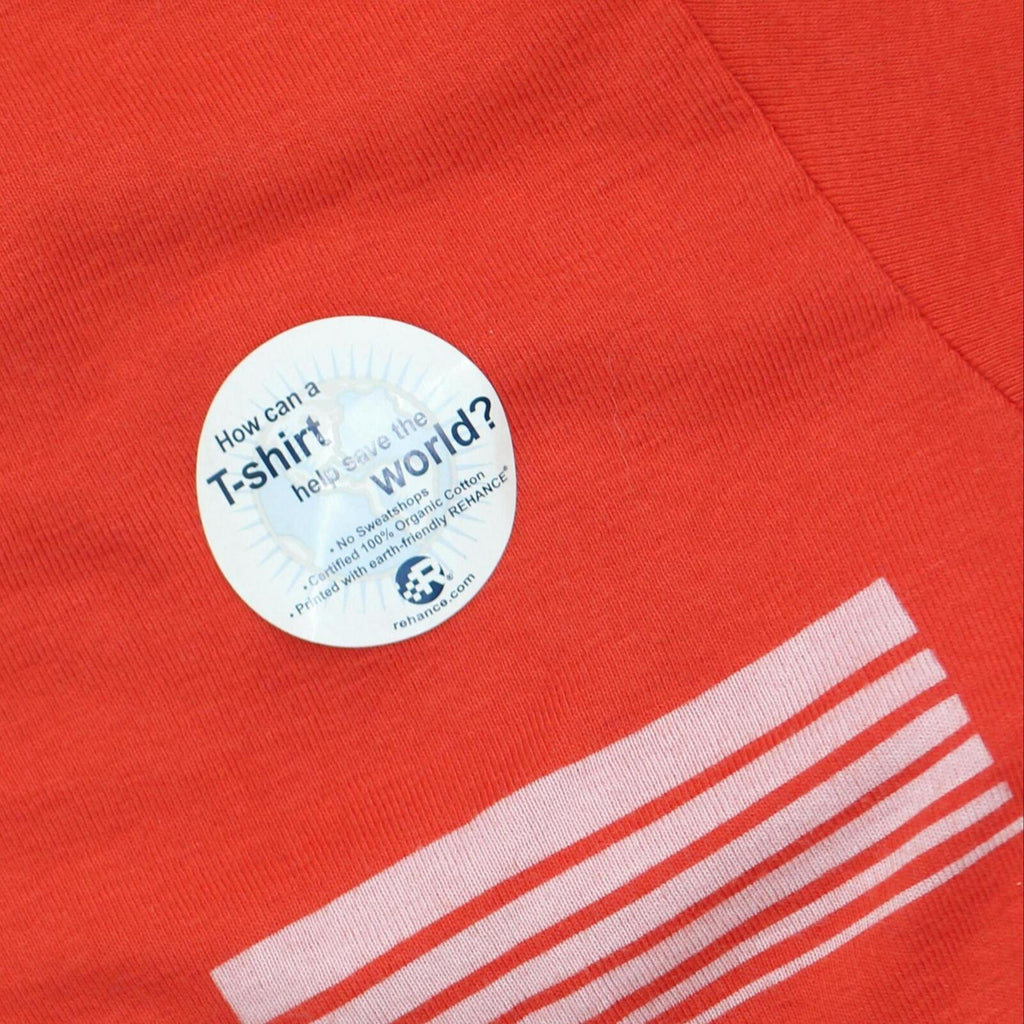 How can a
T-shirt
help save the
world?
• No Sweatshops
• Certified 100% Organic Cotton
• Printed with earth-friendly REHANCE®
R®
rehance.com